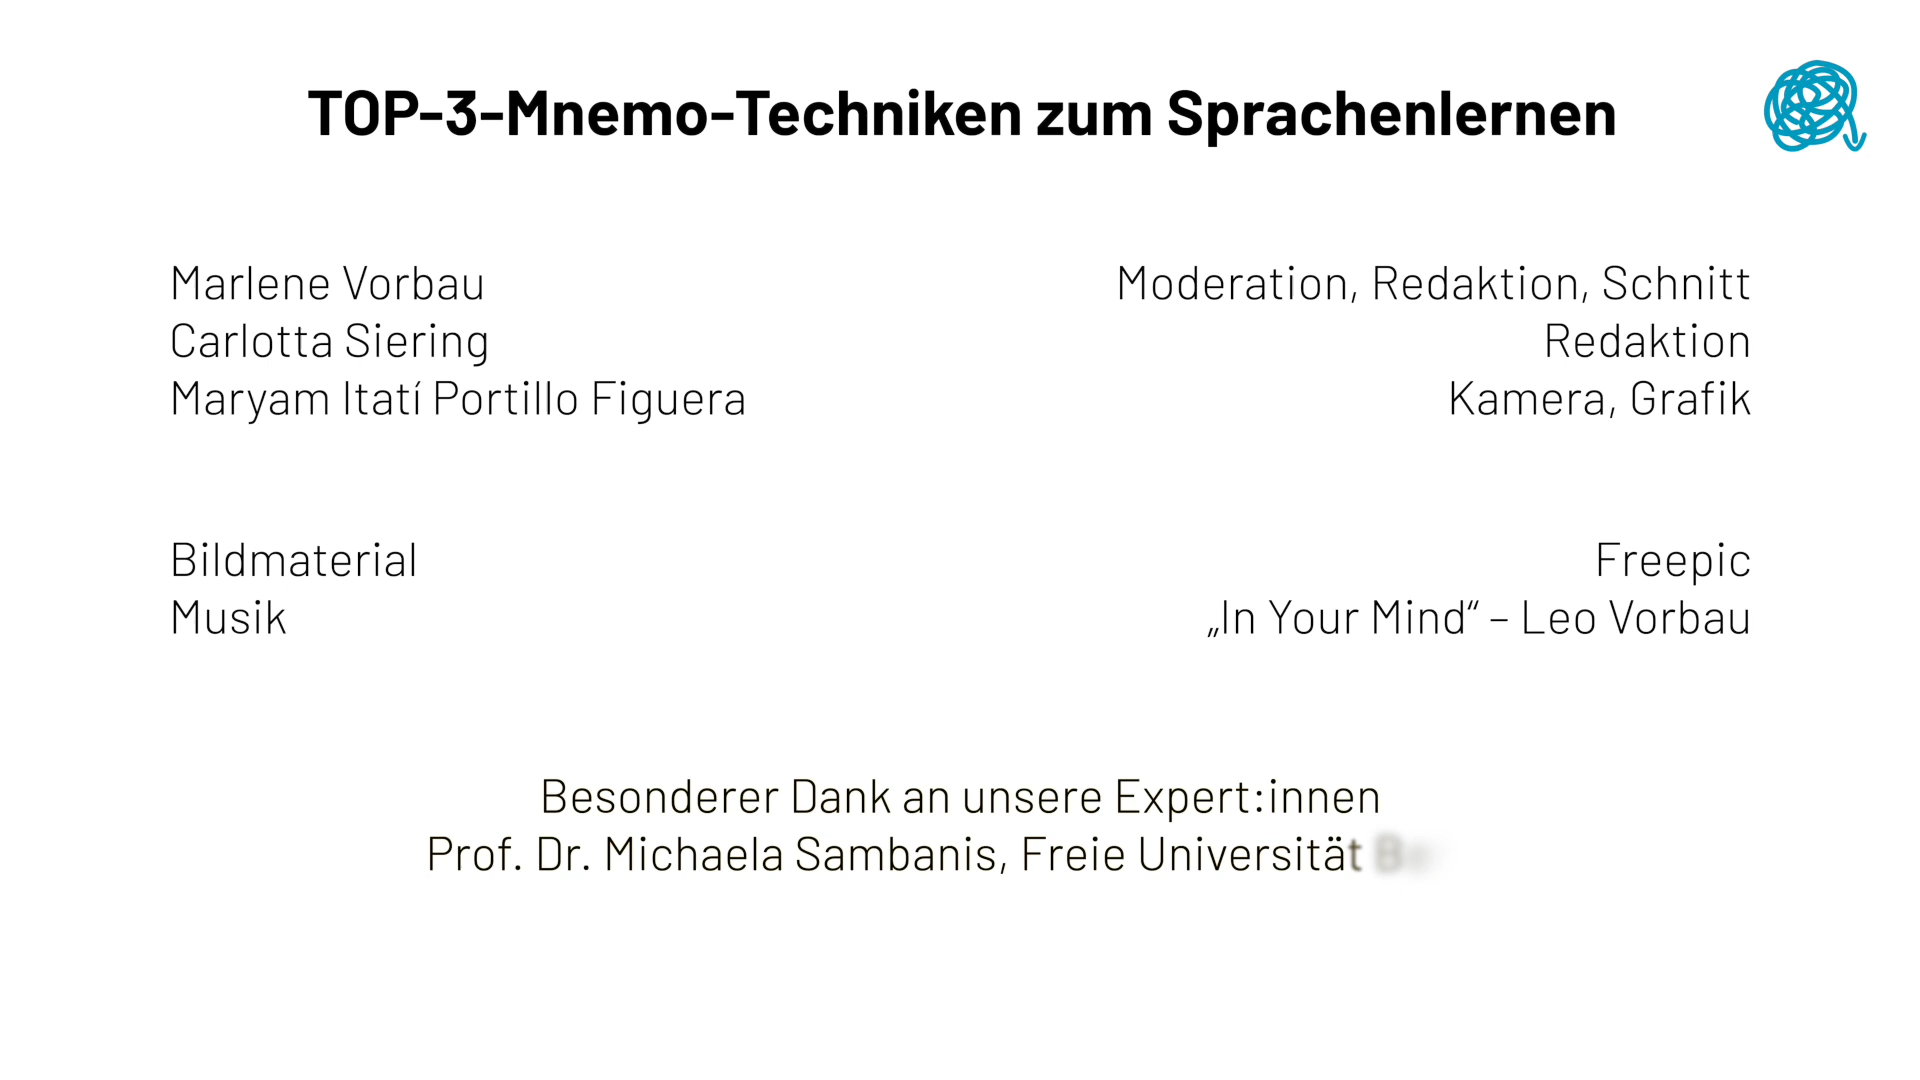 TOP-3-Mnemo-Techniken zum Sprachenlernen
Marlene Vorbau Moderation, Redaktion, Schnitt
Carlotta Siering Redaktion
Maryam Itatí Portillo Figuera Kamera, Grafik
Bildmaterial Freepic
Musik „In Your Mind“ – Leo Vorbau
Besonderer Dank an unsere Expert:innen
Prof. Dr. Michaela Sambanis, Freie Universität